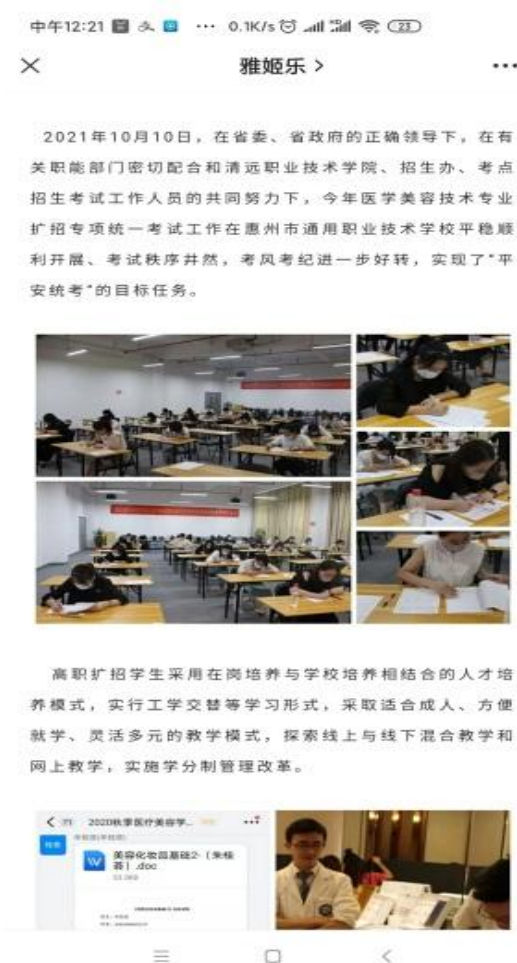 中午12:21 ··· 0.1K/s 23
雅姬乐 >
2021年10月10日，在省委、省政府的正确领导下，在有
关职能部门密切配合和清远职业技术学院、招生办、考点
招生考试工作人员的共同努力下，今年医学美容技术专业
扩招专项统一考试工作在惠州市通用职业技术学校平稳顺
利开展、考试秩序井然，考风考纪进一步好转，实现了“平
安统考”的目标任务。
高职扩招学生采用在岗培养与学校培养相结合的人才培
养模式，实行工学交替等学习形式，采取适合成人、方便
就学、灵活多元的教学模式，探索线上与线下混合教学和
网上教学，实施学分制管理改革。
2020秋季医疗美容学...
美容化妆品基础2-（朱桂
.doc